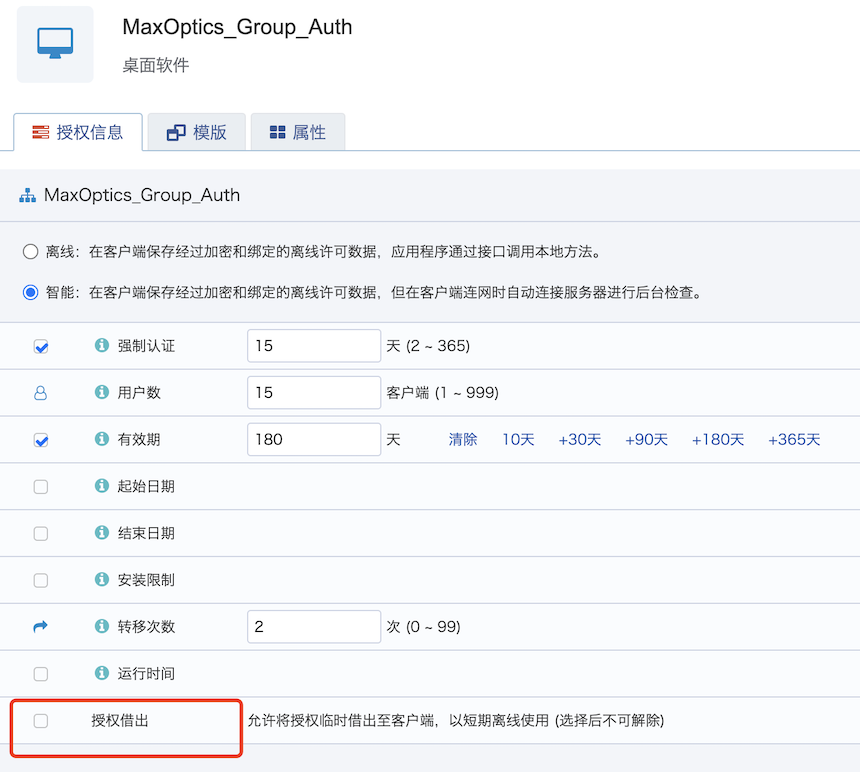 MaxOptics_Group_Auth
桌面软件
授权信息 模版 属性
MaxOptics_Group_Auth
离线：在客户端保存经过加密和绑定的离线许可数据，应用程序通过接口调用本地方法。
智能：在客户端保存经过加密和绑定的离线许可数据，但在客户端连网时自动连接服务器进行后台检查。
强制认证 15 天 (2 ~ 365)
用户数 15 客户端 (1 ~ 999)
有效期 180 天 清除 10天 +30天 +90天 +180天 +365天
起始日期
结束日期
安装限制
转移次数 2 次 (0 ~ 99)
运行时间
授权借出 允许将授权临时借出至客户端，以短期离线使用 (选择后不可解除)